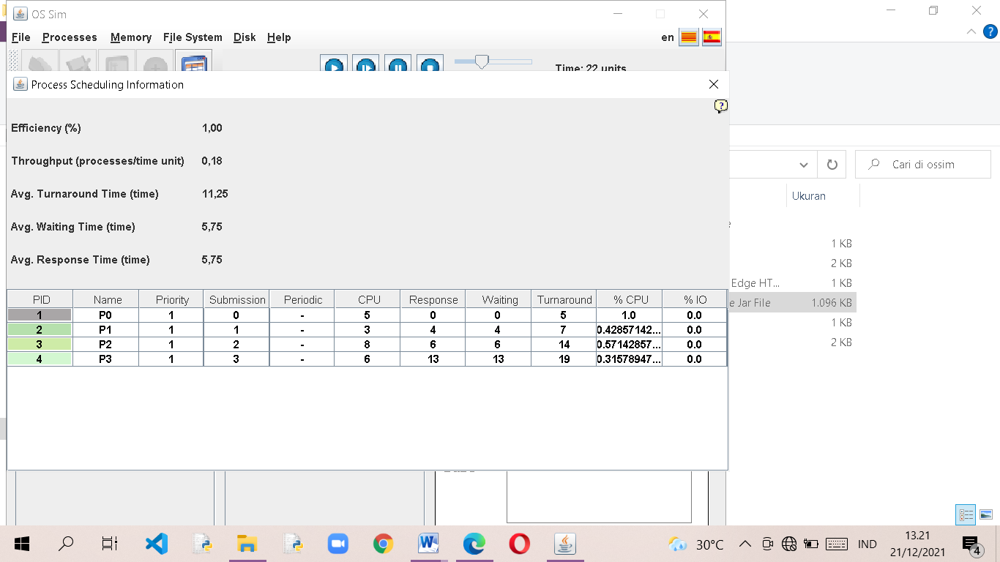 OS Sim
File Processes Memory File System Disk Help
en
?
Time: 22 units
Process Scheduling Information
?
Efficiency (%) 1,00
Throughput (processes/time unit) 0,18
Avg. Turnaround Time (time) 11,25
Avg. Waiting Time (time) 5,75
Avg. Response Time (time) 5,75
PID Name Priority Submission Periodic CPU Response Waiting Turnaround % CPU % IO
1 P0 1 0 - 5 0 0 5 1.0 0.0
2 P1 1 1 - 3 4 4 7 0.42857142... 0.0
3 P2 1 2 - 8 6 6 14 0.57142857... 0.0
4 P3 1 3 - 6 13 13 19 0.31578947... 0.0
Cari di ossim
Ukuran
1 KB
2 KB
Edge HT... 1 KB
e Jar File 1.096 KB
1 KB
2 KB
30°C
IND
13.21
21/12/2021
4